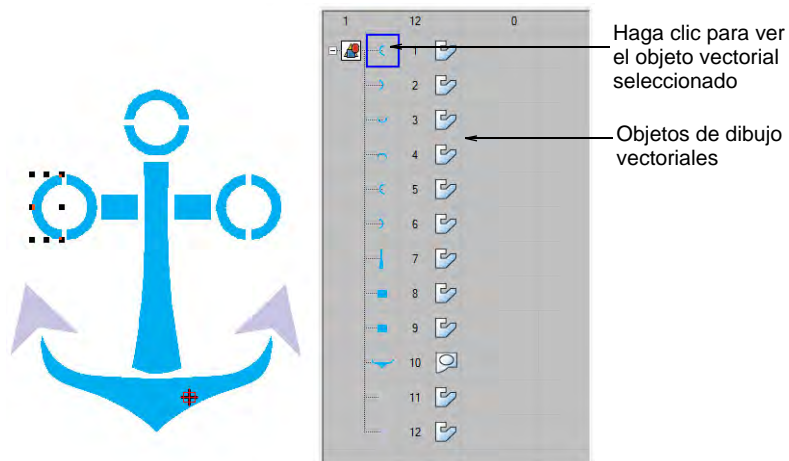 1 12 0
Haga clic para ver
el objeto vectorial
seleccionado
1
2
Objetos de dibujo
vectoriales
3
4
5
6
7
8
9
10
11
12